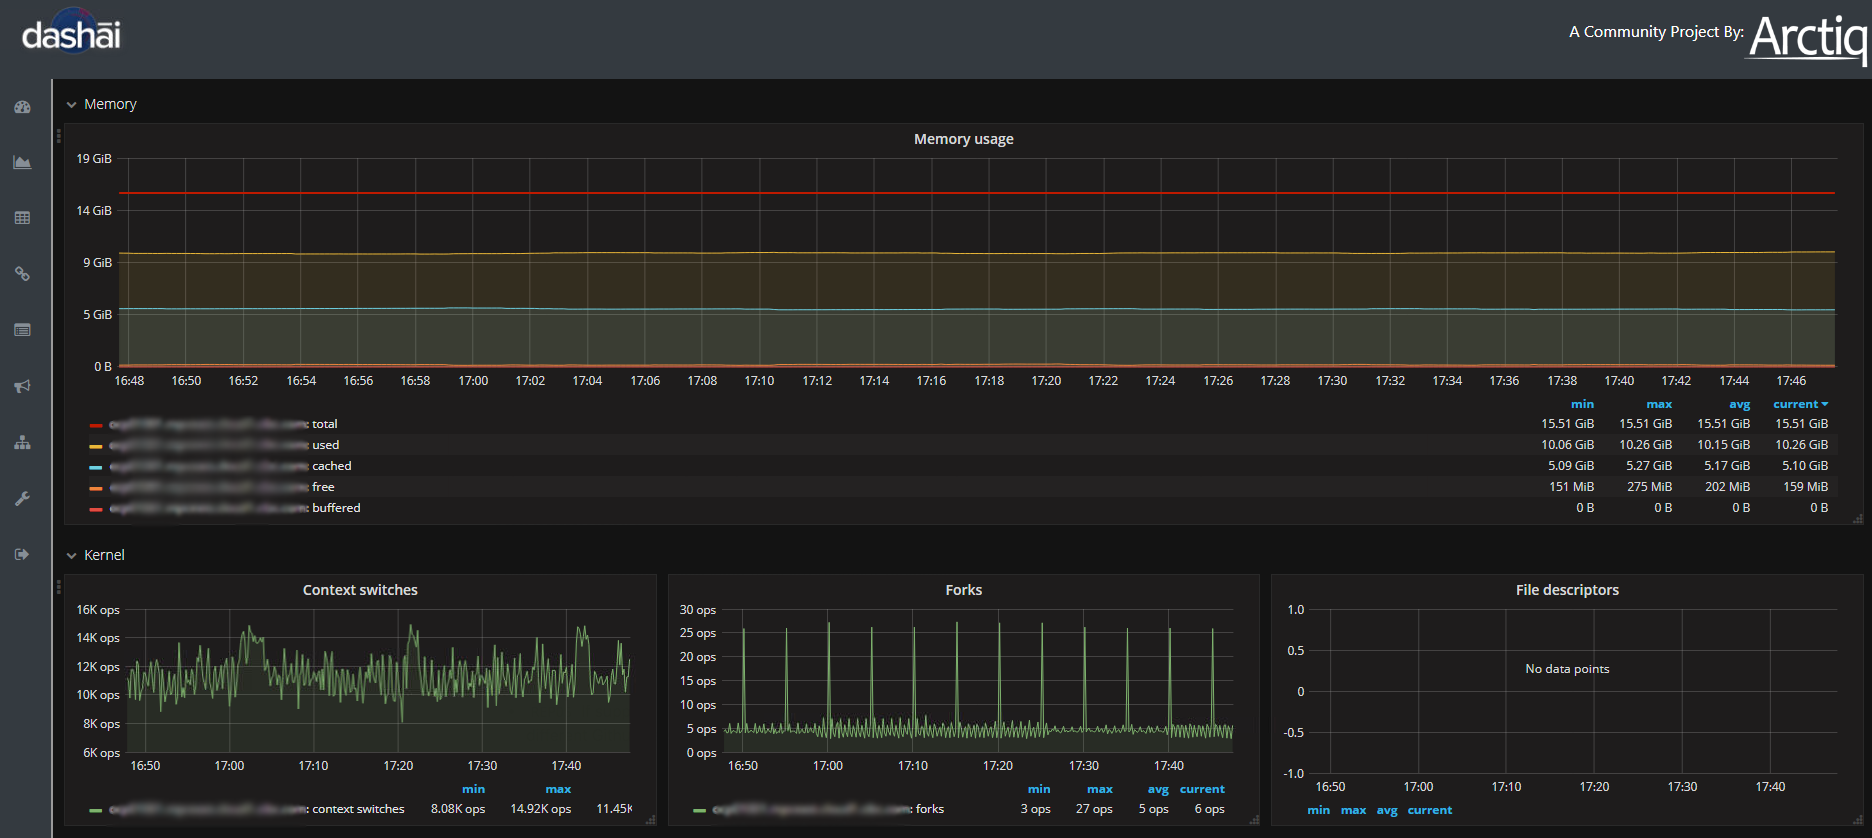 dashāi
A Community Project By: Arctiq
Memory
Memory usage
19 GiB
14 GiB
9 GiB
5 GiB
0 B
16:48 16:50 16:52 16:54 16:56 16:58 17:00 17:02 17:04 17:06 17:08 17:10 17:12 17:14 17:16 17:18 17:20 17:22 17:24 17:26 17:28 17:30 17:32 17:34 17:36 17:38 17:40 17:42 17:44 17:46
min max avg current
: total 15.51 GiB 15.51 GiB 15.51 GiB 15.51 GiB
: used 10.06 GiB 10.26 GiB 10.15 GiB 10.26 GiB
: cached 5.09 GiB 5.27 GiB 5.17 GiB 5.10 GiB
: free 151 MiB 275 MiB 202 MiB 159 MiB
: buffered 0 B 0 B 0 B 0 B
Kernel
Context switches
16K ops
14K ops
12K ops
10K ops
8K ops
6K ops
16:50 17:00 17:10 17:20 17:30 17:40
min max
: context switches 8.08K ops 14.92K ops 11.45K
Forks
30 ops
25 ops
20 ops
15 ops
10 ops
5 ops
0 ops
16:50 17:00 17:10 17:20 17:30 17:40
min max avg current
: forks 3 ops 27 ops 5 ops 6 ops
File descriptors
1.0
0.5
0
-0.5
-1.0
No data points
16:50 17:00 17:10 17:20 17:30 17:40
min max avg current